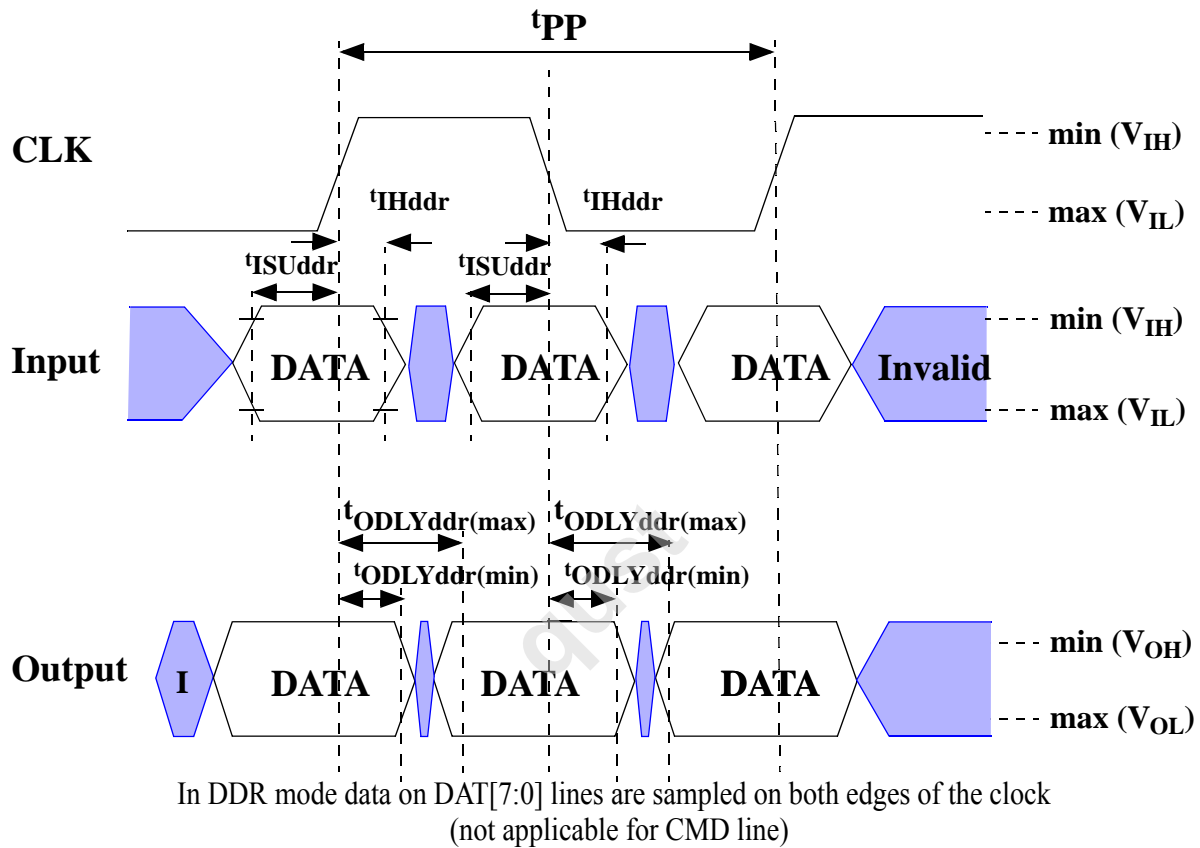 tPP
CLK
min (VIH)
tIHddr
tIHddr
max (VIL)
tISUddr
tISUddr
min (VIH)
Input
DATA
DATA
DATA
Invalid
max (VIL)
tODLYddr(max)
tODLYddr(max)
tODLYddr(min)
tODLYddr(min)
qust
min (VOH)
Output
I
DATA
DATA
DATA
max (VOL)
In DDR mode data on DAT[7:0] lines are sampled on both edges of the clock
(not applicable for CMD line)